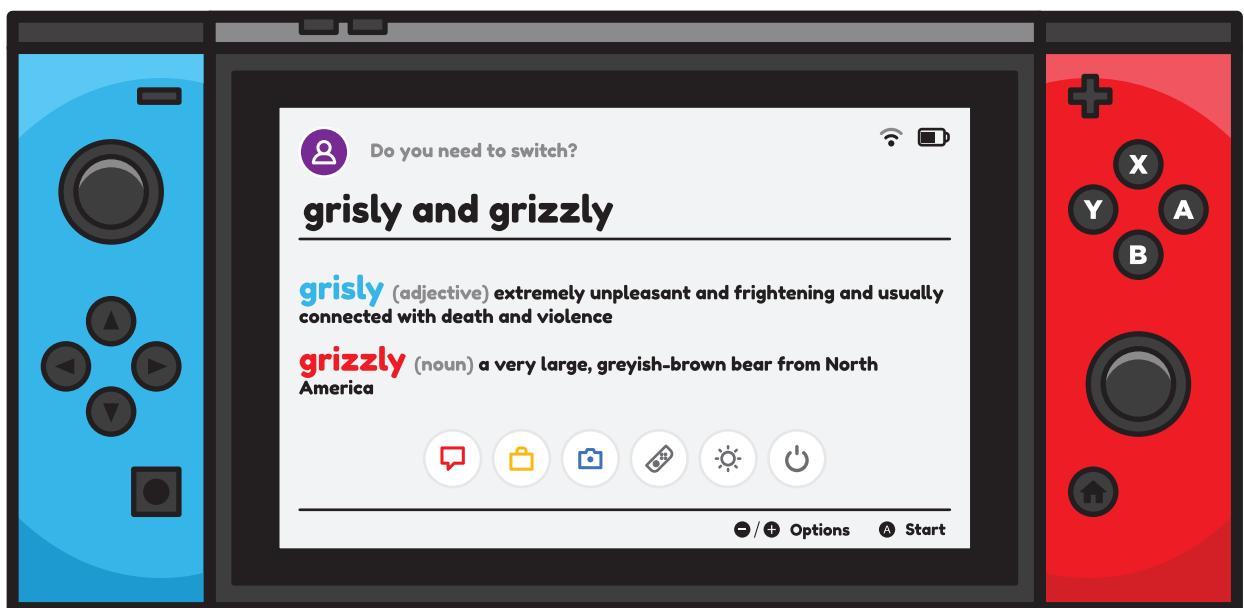 Do you need to switch?
grisly and grizzly
grisly (adjective) extremely unpleasant and frightening and usually
connected with death and violence
grizzly (noun) a very large, greyish-brown bear from North
America
X
Y A
B
-/+ Options A Start